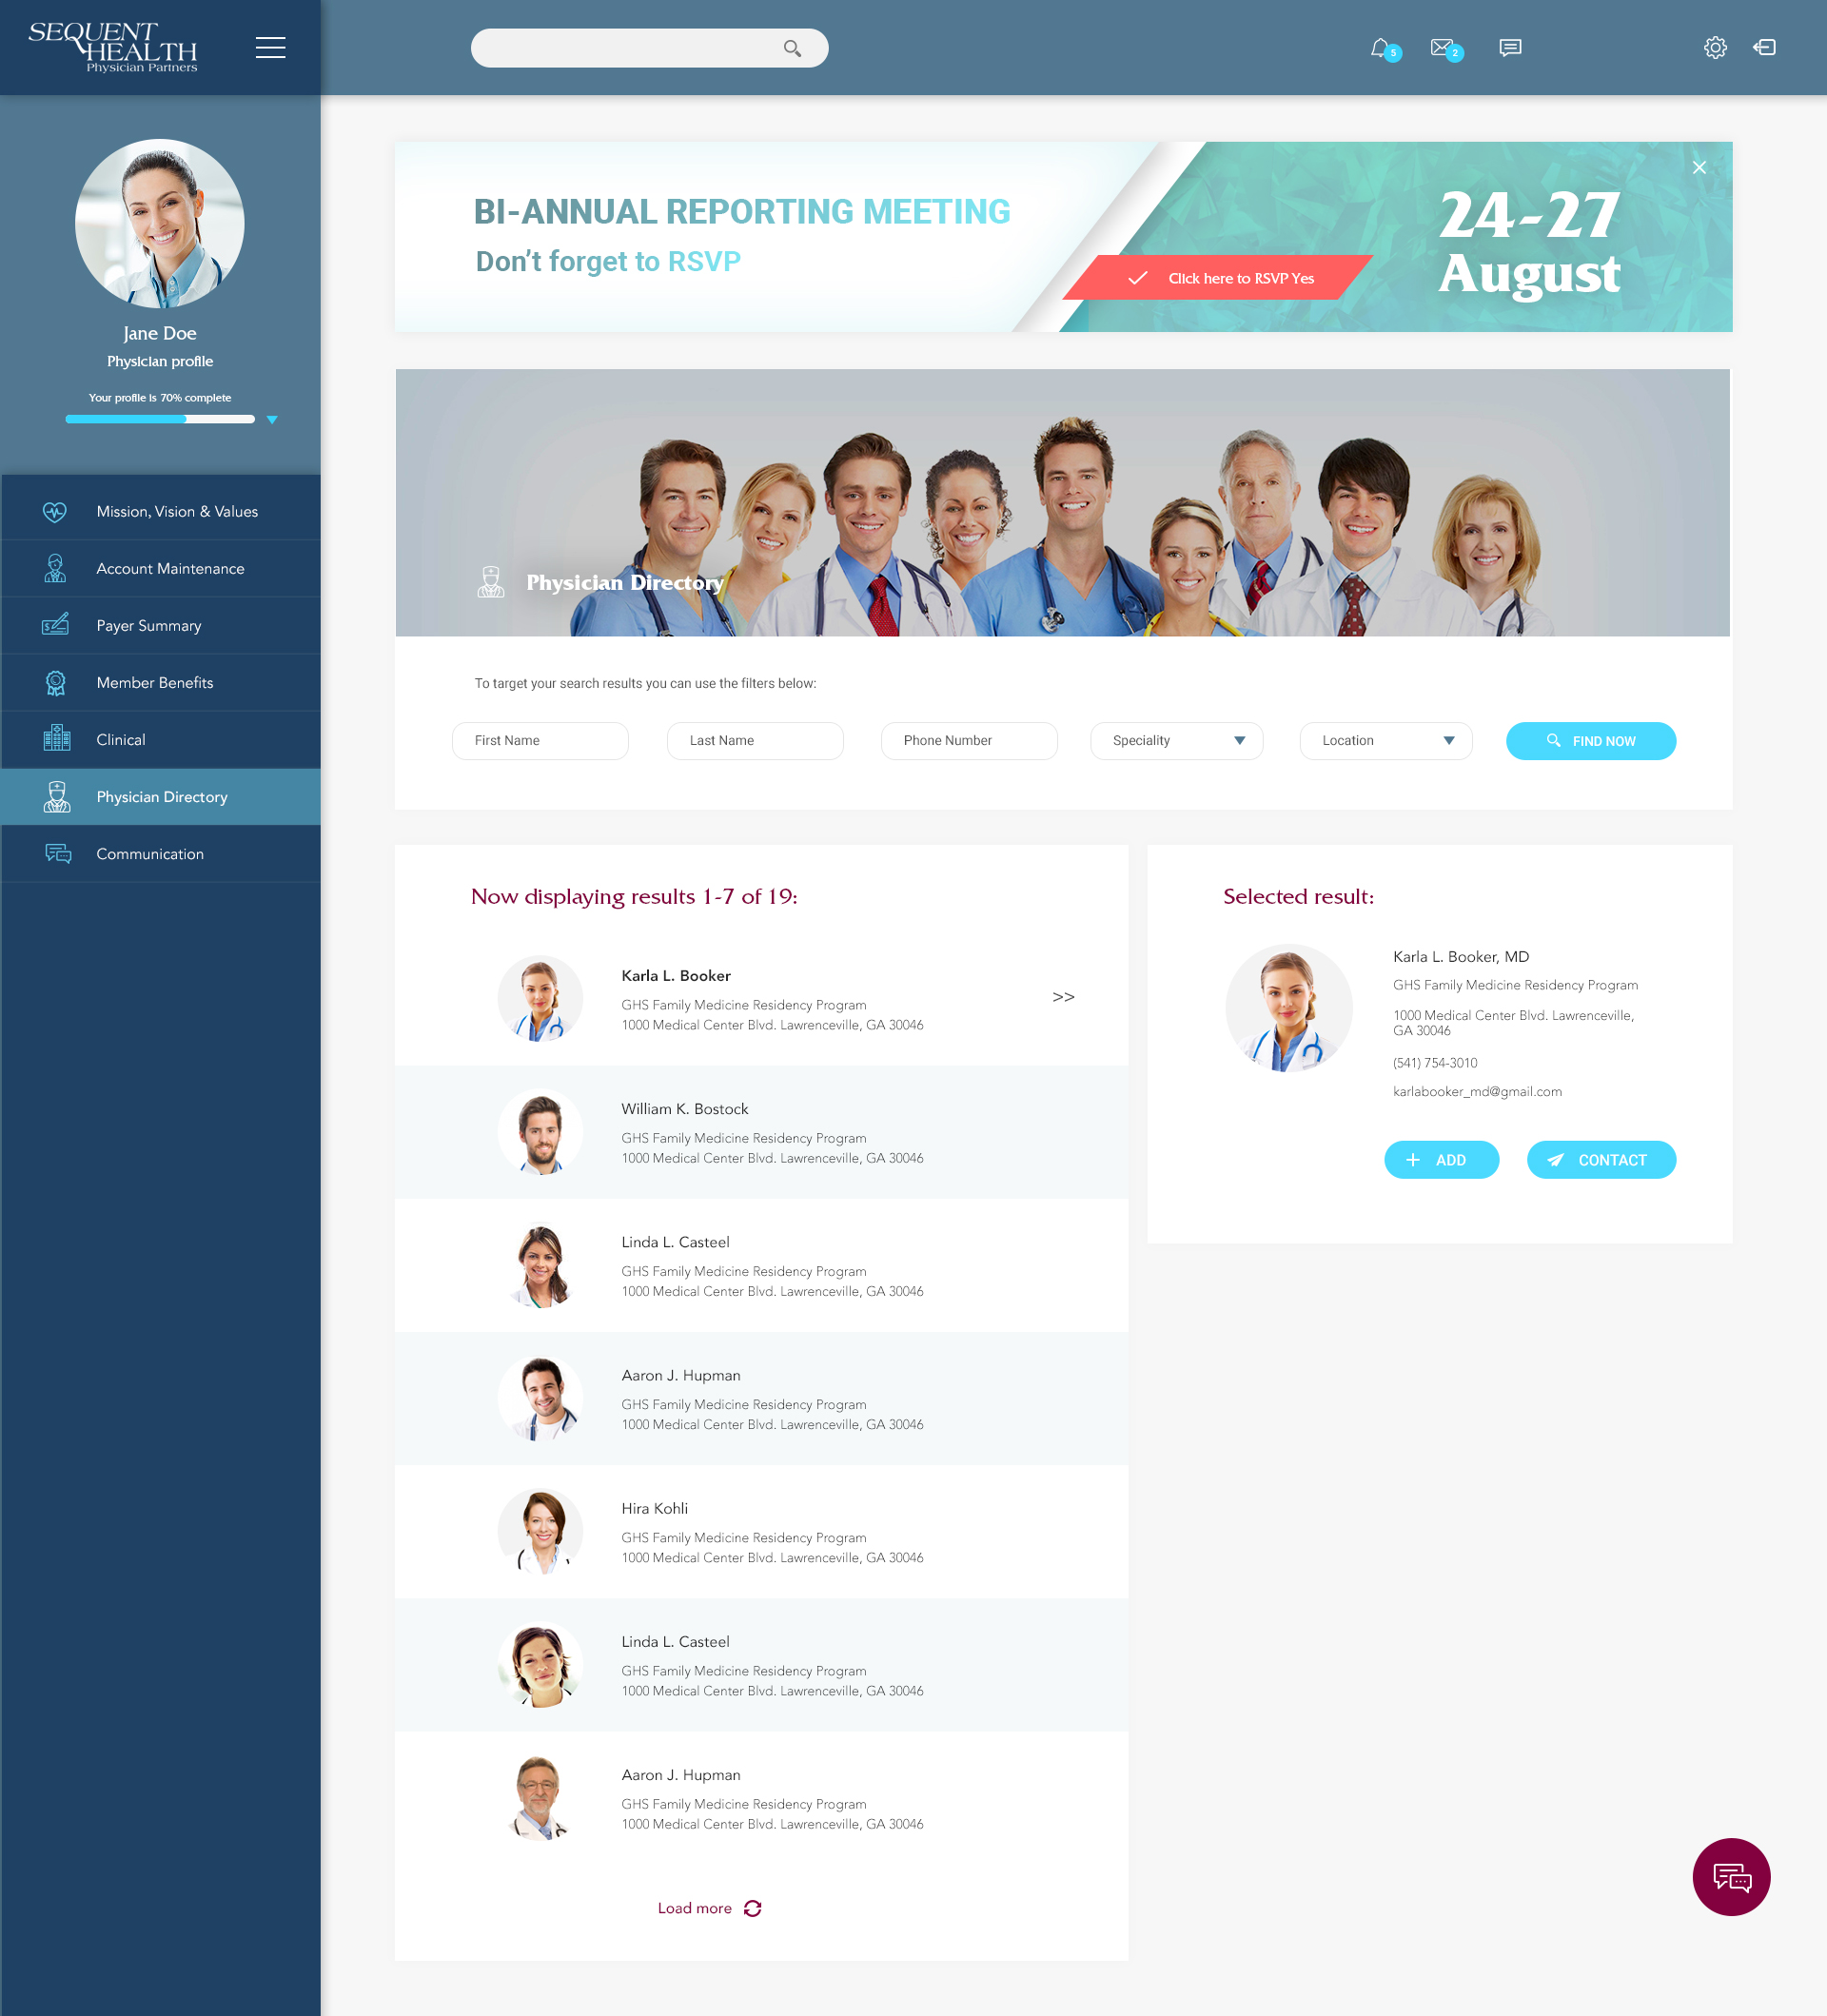 SEQUENT
HEALTH
Physician Partners
5
2
Jane Doe
Physician profile
Your profile is 70% complete
Mission, Vision & Values
Account Maintenance
Payer Summary
Member Benefits
Clinical
Physician Directory
Communication
BI-ANNUAL REPORTING MEETING
Don't forget to RSVP
Click here to RSVP Yes
24-27
August
Physician Directory
To target your search results you can use the filters below:
First Name
Last Name
Phone Number
Speciality
Location
FIND NOW
Now displaying results 1-7 of 19:
Karla L. Booker
GHS Family Medicine Residency Program
1000 Medical Center Blvd. Lawrenceville, GA 30046
>>
William K. Bostock
GHS Family Medicine Residency Program
1000 Medical Center Blvd. Lawrenceville, GA 30046
Linda L. Casteel
GHS Family Medicine Residency Program
1000 Medical Center Blvd. Lawrenceville, GA 30046
Aaron J. Hupman
GHS Family Medicine Residency Program
1000 Medical Center Blvd. Lawrenceville, GA 30046
Hira Kohli
GHS Family Medicine Residency Program
1000 Medical Center Blvd. Lawrenceville, GA 30046
Linda L. Casteel
GHS Family Medicine Residency Program
1000 Medical Center Blvd. Lawrenceville, GA 30046
Aaron J. Hupman
GHS Family Medicine Residency Program
1000 Medical Center Blvd. Lawrenceville, GA 30046
Load more
Selected result:
Karla L. Booker, MD
GHS Family Medicine Residency Program
1000 Medical Center Blvd. Lawrenceville,
GA 30046
(541) 754-3010
karlabooker_md@gmail.com
ADD
CONTACT